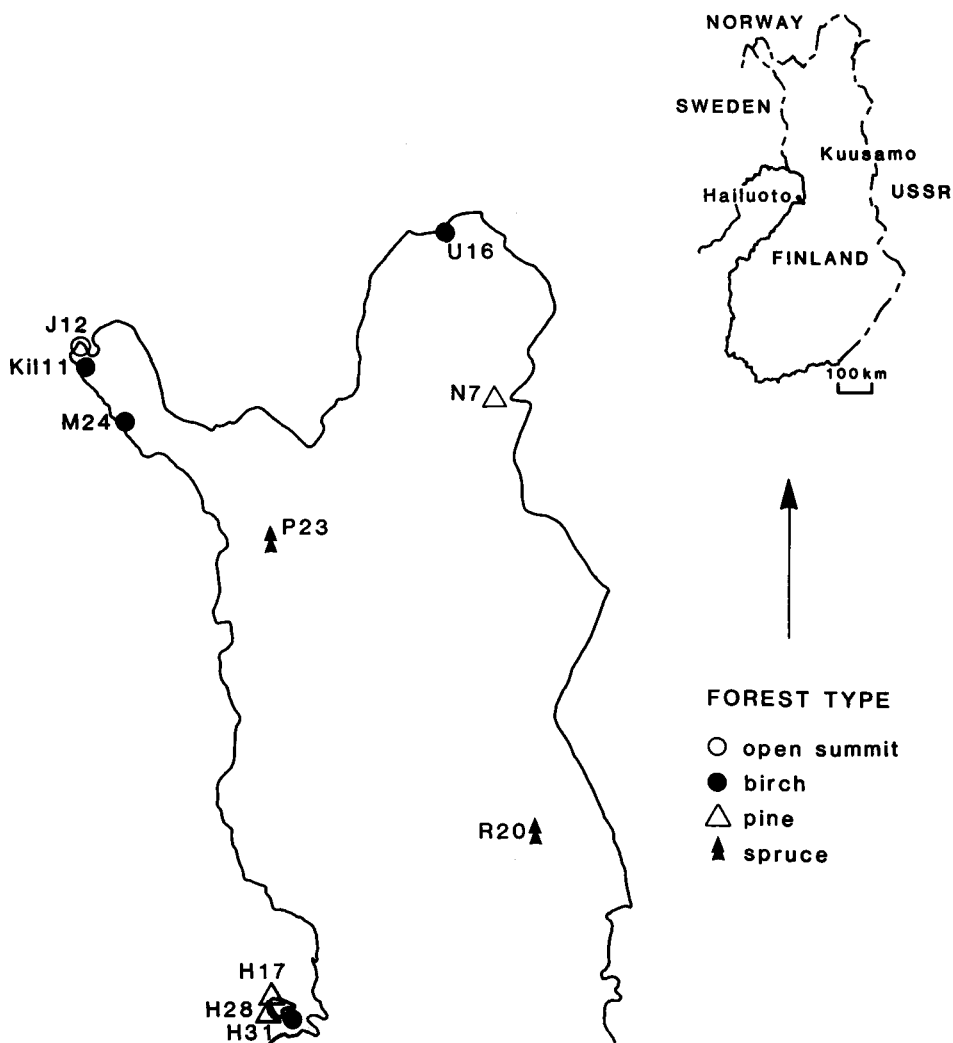 NORWAY
SWEDEN
Kuusamo
Hailuoto
USSR
FINLAND
100km
U16
J12
Kil11
N7
M24
P23
FOREST TYPE
open summit
birch
pine
spruce
R20
H17
H28
H31